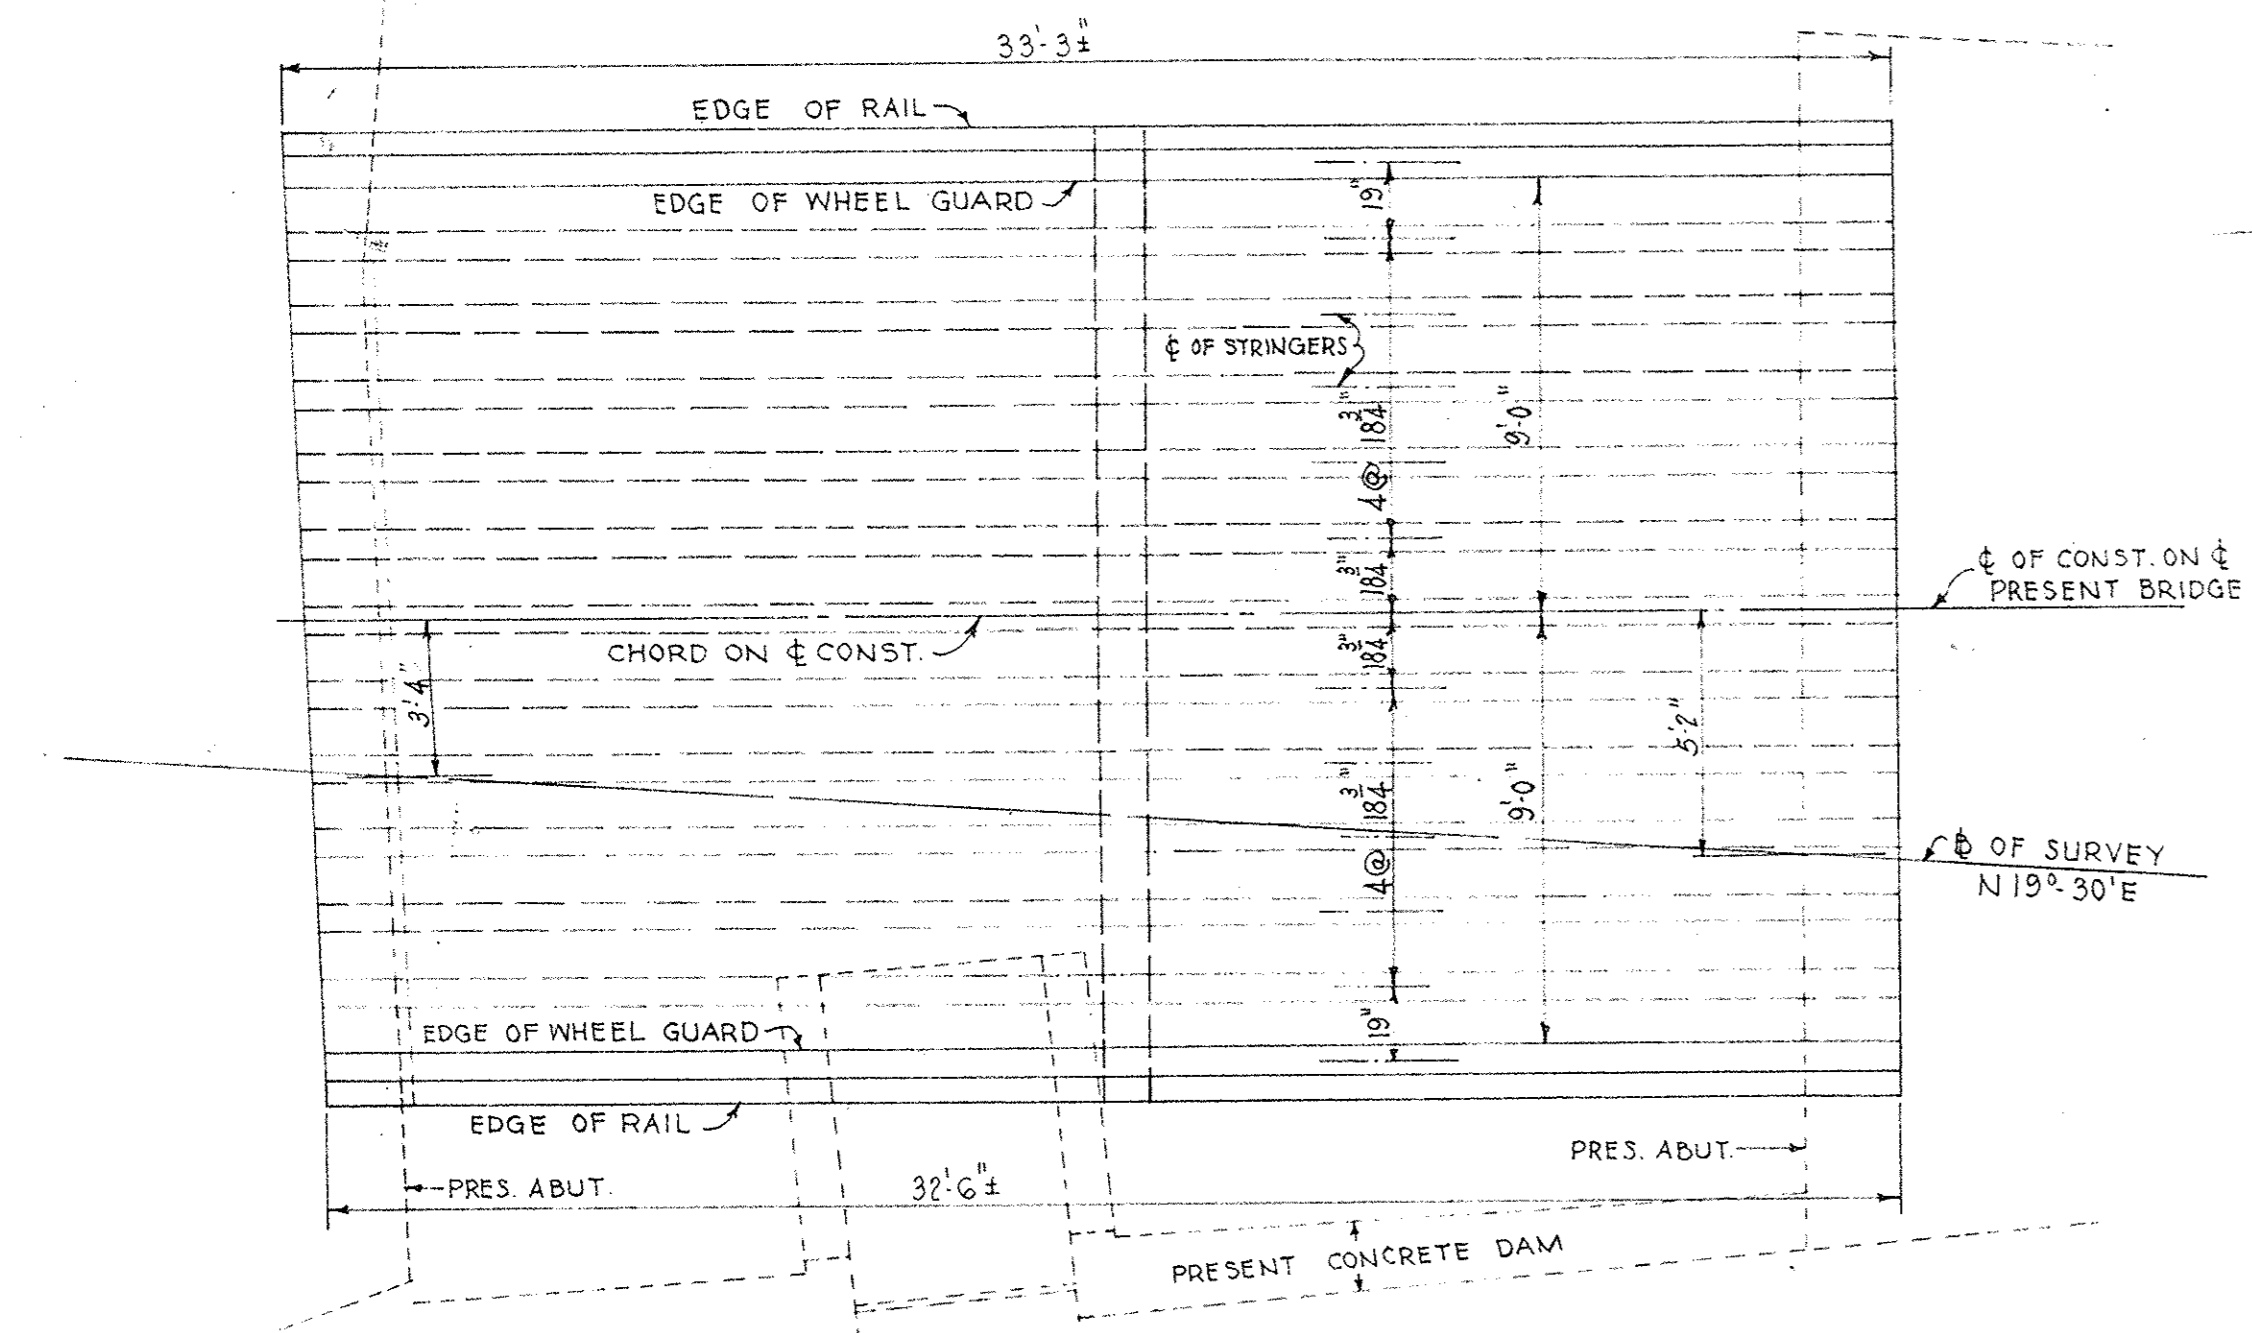 33'-3"±
EDGE OF RAIL
EDGE OF WHEEL GUARD
19"
℄ OF STRINGERS
4@18¾"
9'-0"
18¾"
℄ OF CONST. ON ℄
PRESENT BRIDGE
CHORD ON ℄ CONST.
18¾"
3'-4"
5'-2"
4@18¾"
9'-0"
℄ OF SURVEY
N 19°-30'E
19"
EDGE OF WHEEL GUARD
EDGE OF RAIL
PRES. ABUT.
PRES. ABUT.
32'-6"±
PRESENT CONCRETE DAM